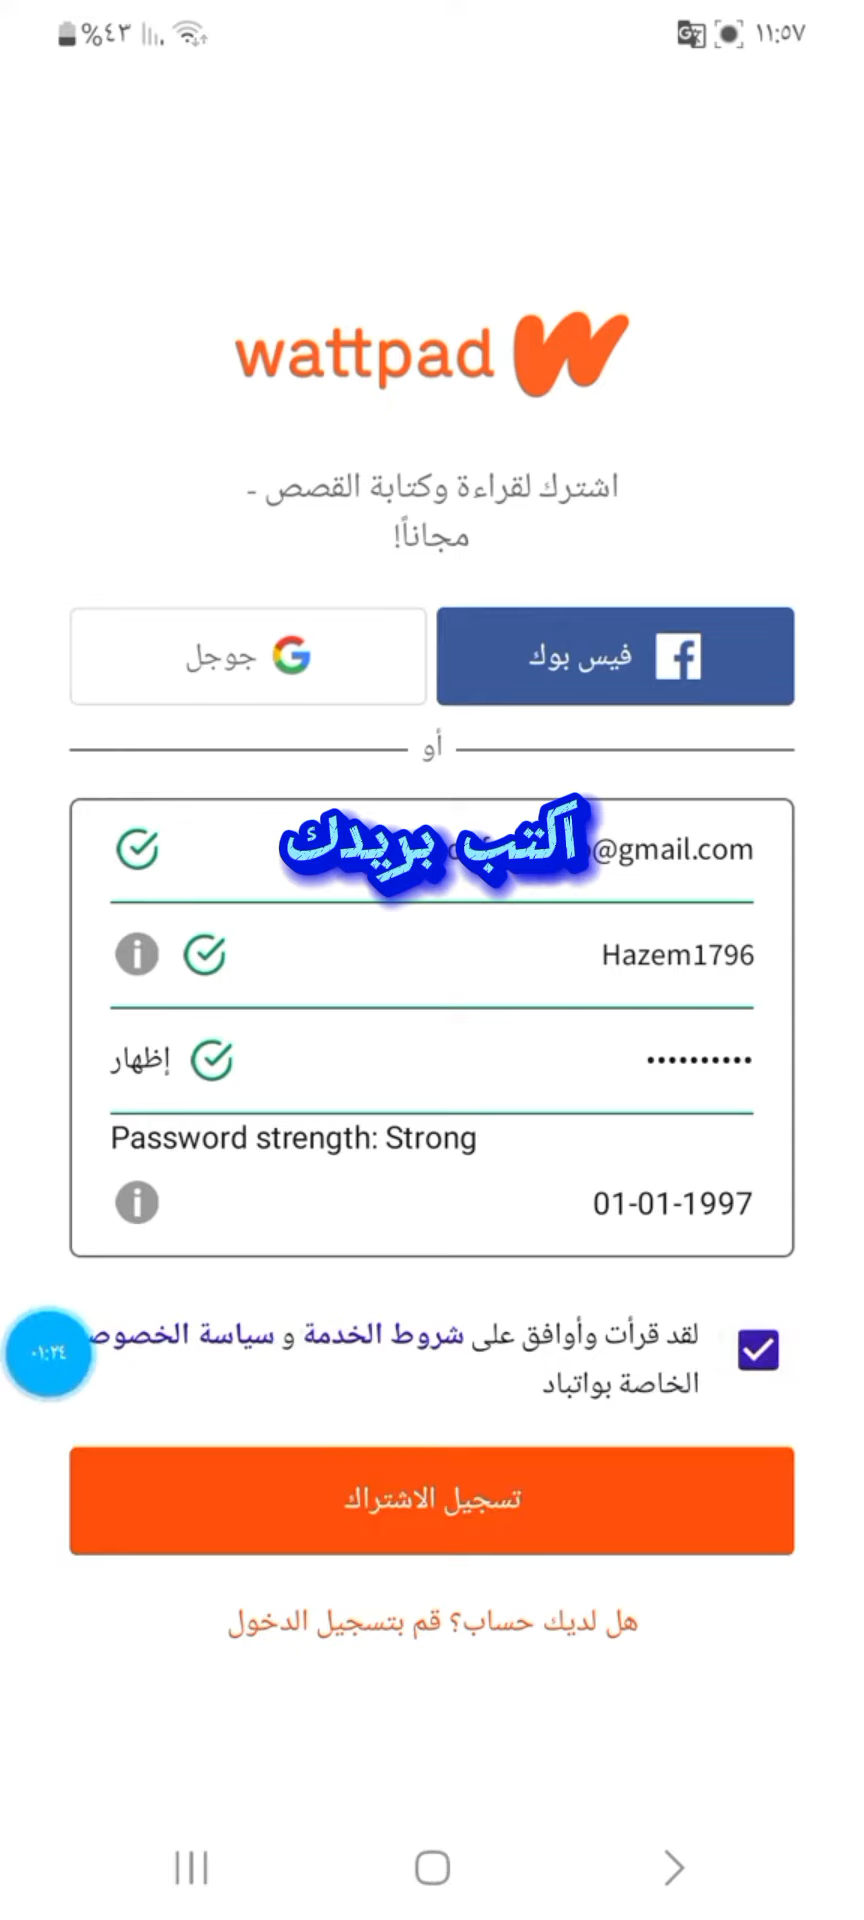 ١١:٥٧ %٤٣
wattpad
اشترك لقراءة وكتابة القصص -
مجاناً!
فيس بوك
جوجل
أو
اكتب بريدك
@gmail.com
Hazem1796
إظهار
Password strength: Strong
01-01-1997
لقد قرأت وأوافق على شروط الخدمة و سياسة الخصوص
الخاصة بواتباد
٠١:٢٤
تسجيل الاشتراك
هل لديك حساب؟ قم بتسجيل الدخول